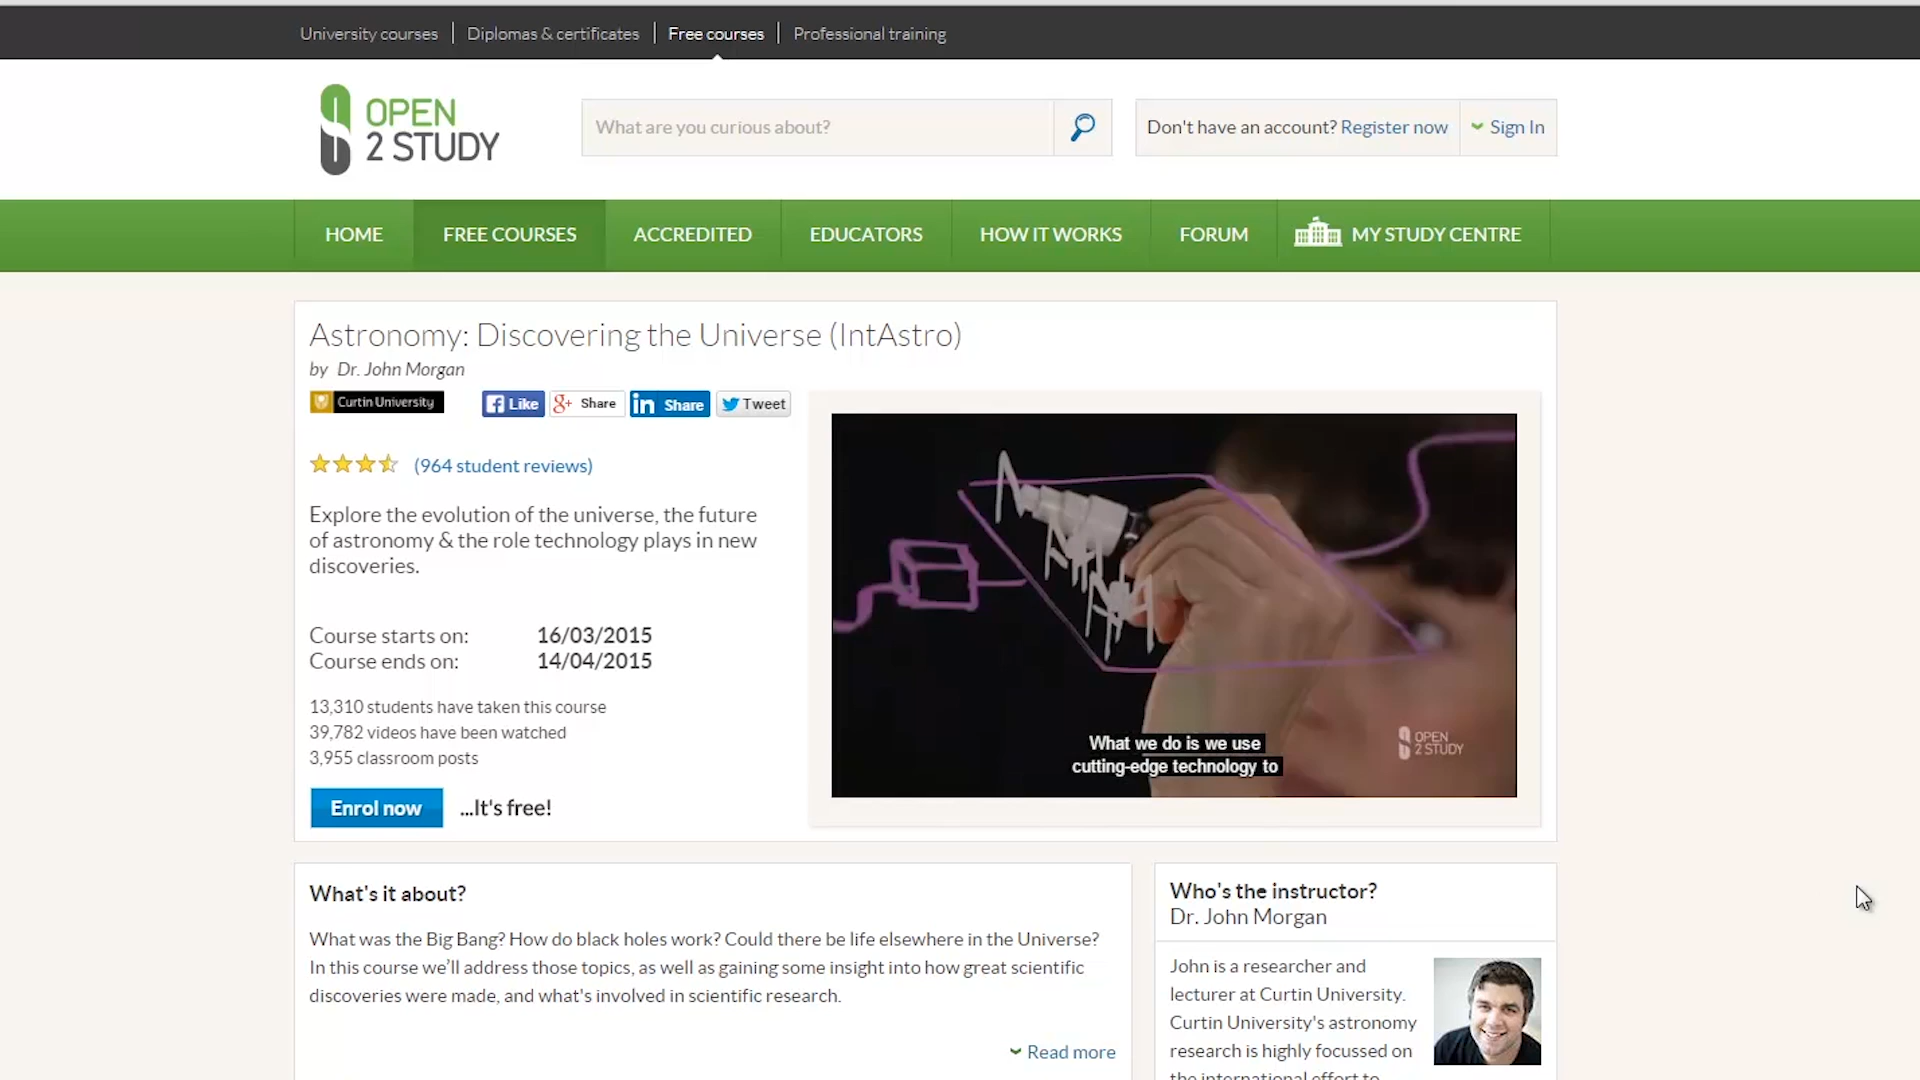 University courses
Diplomas & certificates
Free courses
Professional training
OPEN
2 STUDY
What are you curious about?
Don't have an account? Register now
Sign In
HOME
FREE COURSES
ACCREDITED
EDUCATORS
HOW IT WORKS
FORUM
MY STUDY CENTRE
Astronomy: Discovering the Universe (IntAstro)
by Dr. John Morgan
Curtin University
Like
Share
Share
Tweet
(964 student reviews)
Explore the evolution of the universe, the future
of astronomy & the role technology plays in new
discoveries.
Course starts on: 16/03/2015
Course ends on: 14/04/2015
13,310 students have taken this course
39,782 videos have been watched
3,955 classroom posts
Enrol now ...It's free!
What we do is we use
cutting-edge technology to
OPEN
2 STUDY
What's it about?
What was the Big Bang? How do black holes work? Could there be life elsewhere in the Universe?
In this course we'll address those topics, as well as gaining some insight into how great scientific
discoveries were made, and what's involved in scientific research.
Read more
Who's the instructor?
Dr. John Morgan
John is a researcher and
lecturer at Curtin University.
Curtin University's astronomy
research is highly focussed on
the international effort to